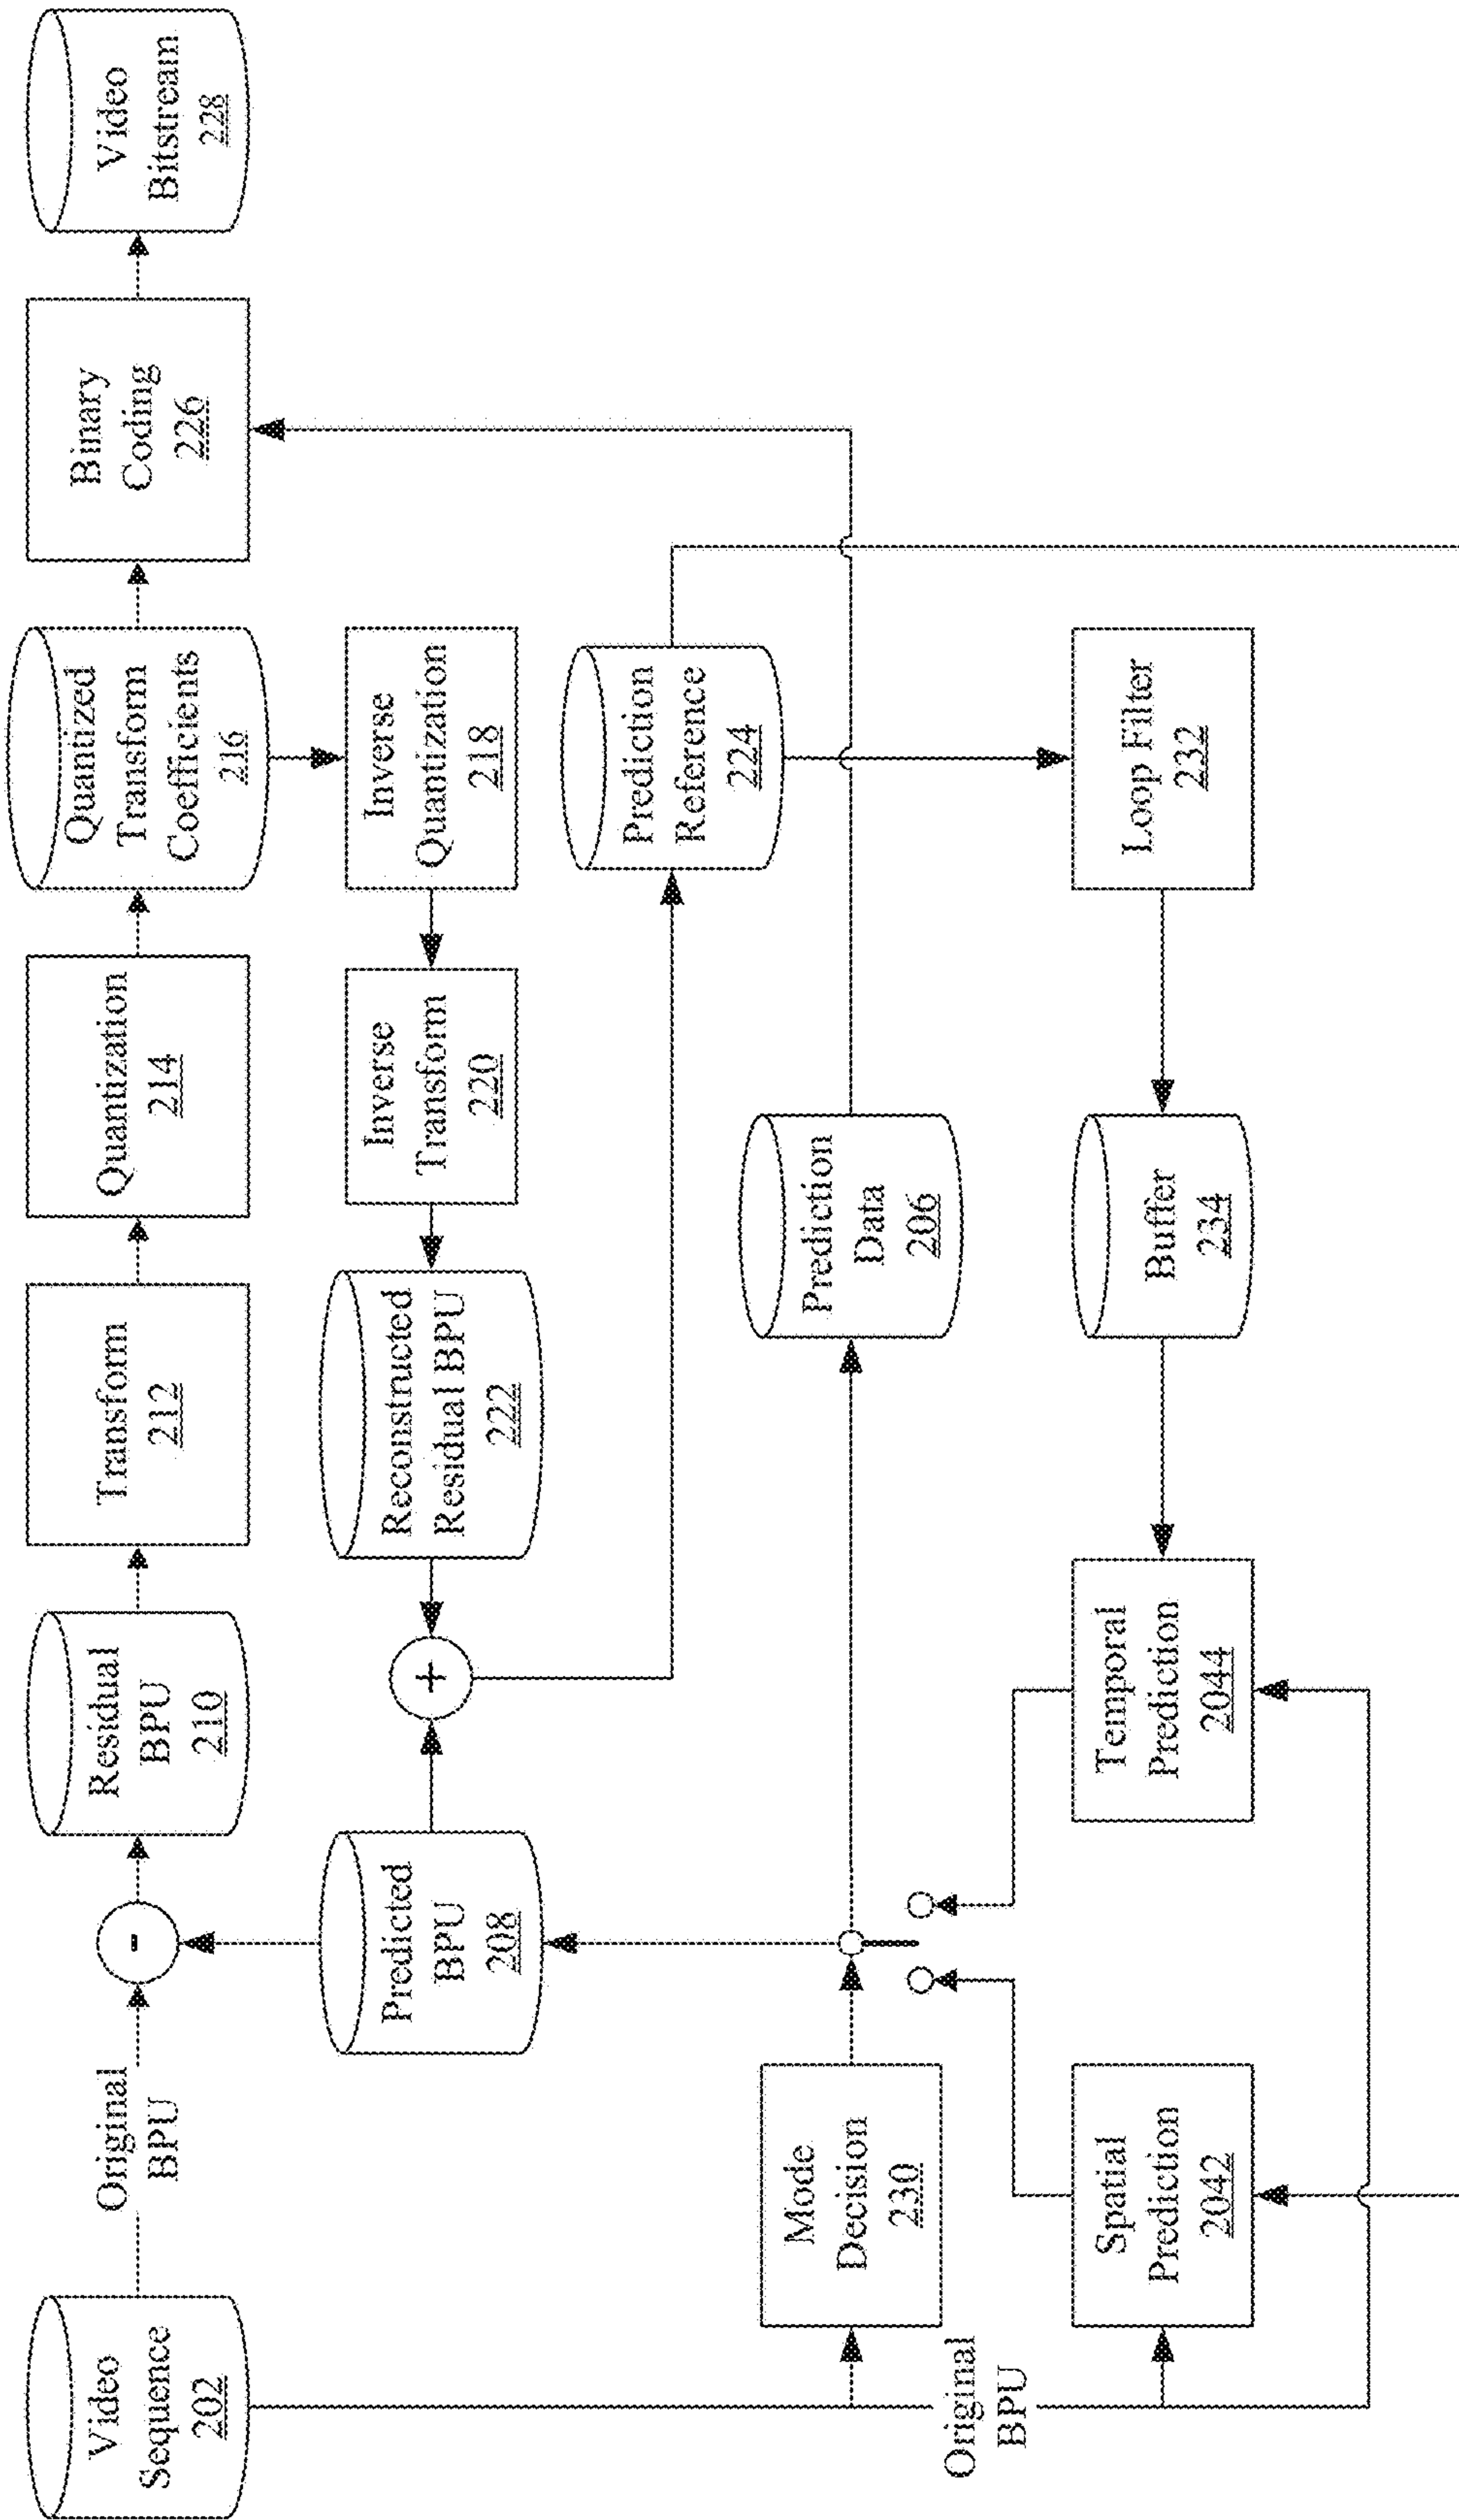 Video
Sequence
202
Original
BPU
-
Residual
BPU
210
Transform
212
Quantization
214
Quantized
Transform
Coefficients
216
Binary
Coding
226
Video
Bitstream
228
Predicted
BPU
208
+
Reconstructed
Residual BPU
222
Inverse
Transform
220
Inverse
Quantization
218
Prediction
Reference
224
Mode
Decision
230
Prediction
Data
206
Original
BPU
Spatial
Prediction
2042
Temporal
Prediction
2044
Buffer
234
Loop Filter
232